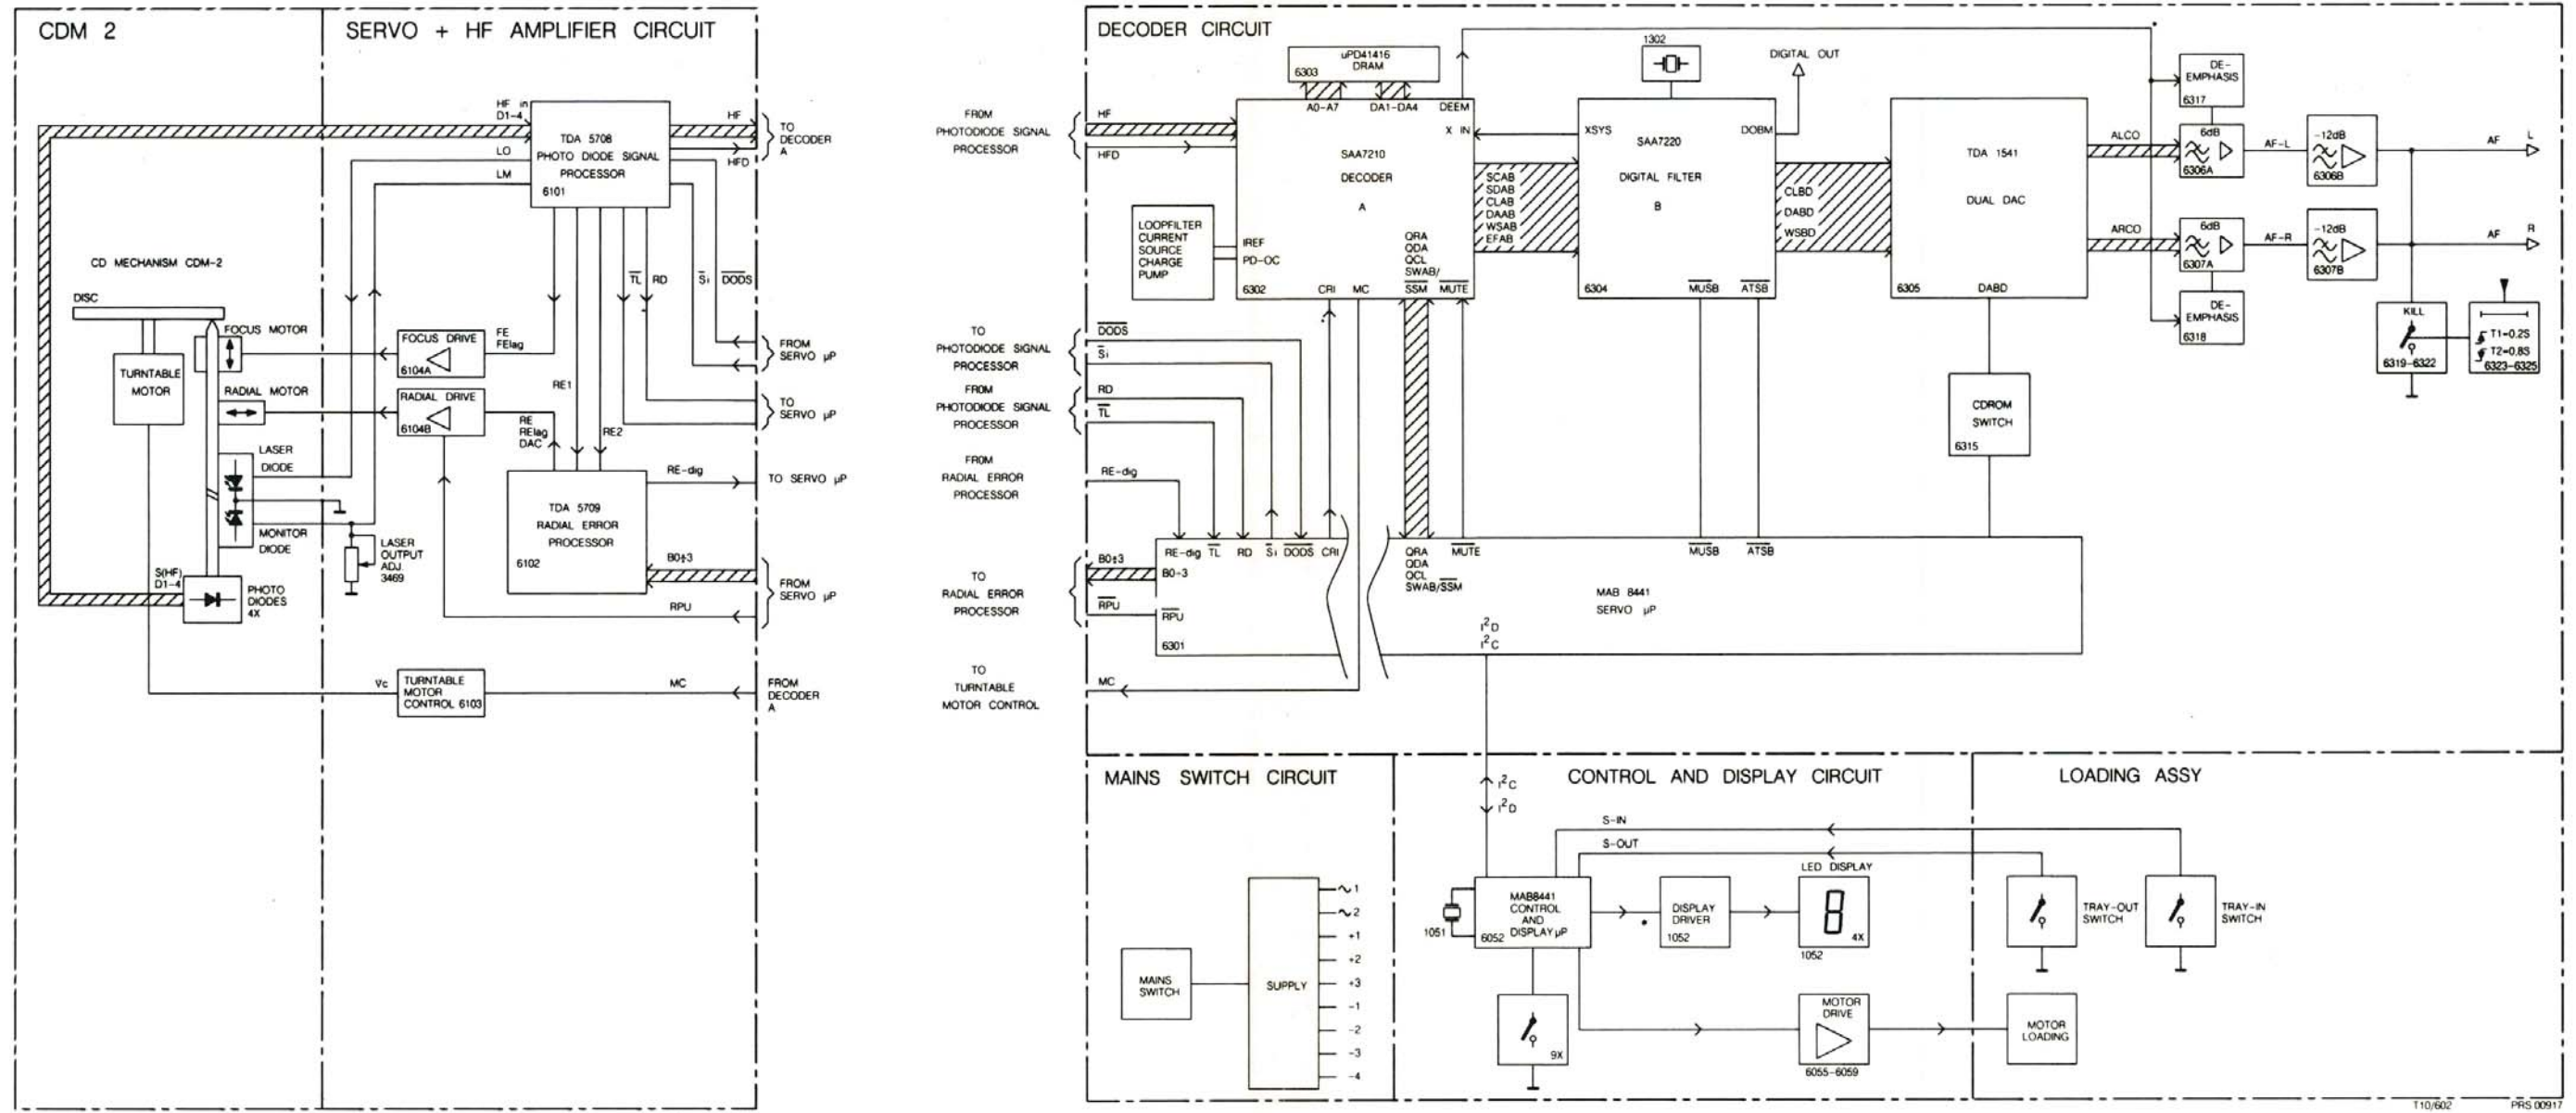 CDM 2
SERVO + HF AMPLIFIER CIRCUIT
HF in
D1-4
LO
LM
TDA 5708
PHOTO DIODE SIGNAL
PROCESSOR
6101
HF
HFD
TO
DECODER
A
CD MECHANISM CDM-2
DISC
TURNTABLE
MOTOR
FOCUS MOTOR
RADIAL MOTOR
FOCUS DRIVE
6104A
FE
FElag
RADIAL DRIVE
6104B
RE
RElag
DAC
RE1
RE2
TL
RD
Si
DODS
FROM
SERVO µP
TO
SERVO µP
LASER
DIODE
MONITOR
DIODE
LASER
OUTPUT
ADJ.
3469
S(HF)
D1-4
PHOTO
DIODES
4X
TDA 5709
RADIAL ERROR
PROCESSOR
6102
RE-dig
TO SERVO µP
B0÷3
RPU
FROM
SERVO µP
Vc
TURNTABLE
MOTOR
CONTROL 6103
MC
FROM
DECODER
A
DECODER CIRCUIT
FROM
PHOTODIODE SIGNAL
PROCESSOR
HF
HFD
uPD41416
DRAM
6303
A0-A7
DA1-DA4
DEEM
X IN
SAA7210
DECODER
A
LOOPFILTER
CURRENT
SOURCE
CHARGE
PUMP
IREF
PD-OC
6302
CRI
MC
QRA
QDA
QCL
SWAB/
SSM
MUTE
SCAB
SDAB
CLAB
DAAB
WSAB
EFAB
1302
XSYS
SAA7220
DIGITAL FILTER
B
DOBM
DIGITAL OUT
6304
MUSB
ATSB
CLBD
DABD
WSBD
TDA 1541
DUAL DAC
6305
DABD
CDROM
SWITCH
6315
ALCO
ARCO
DE-
EMPHASIS
6317
6dB
6306A
AF-L
-12dB
6306B
AF
L
6dB
6307A
AF-R
-12dB
6307B
AF
R
DE-
EMPHASIS
6318
KILL
6319-6322
T1=0.2S
T2=0.8S
6323-6325
TO
PHOTODIODE SIGNAL
PROCESSOR
DODS
Si
FROM
PHOTODIODE SIGNAL
PROCESSOR
RD
TL
FROM
RADIAL ERROR
PROCESSOR
RE-dig
TO
RADIAL ERROR
PROCESSOR
B0÷3
RPU
RE-dig
TL
RD
Si
DODS
CRI
B0-3
RPU
6301
QRA
QDA
QCL
SWAB/SSM
MUTE
MUSB
ATSB
MAB 8441
SERVO µP
I²D
I²C
TO
TURNTABLE
MOTOR CONTROL
MC
MAINS SWITCH CIRCUIT
MAINS
SWITCH
SUPPLY
~1
~2
+1
+2
+3
-1
-2
-3
-4
CONTROL AND DISPLAY CIRCUIT
I²C
I²D
S-IN
S-OUT
1051
MAB8441
CONTROL
AND
DISPLAY µP
6052
DISPLAY
DRIVER
1052
LED DISPLAY
4X
1052
9X
MOTOR
DRIVE
6055-6059
LOADING ASSY
TRAY-OUT
SWITCH
TRAY-IN
SWITCH
MOTOR
LOADING
T10/602
PRS 00917